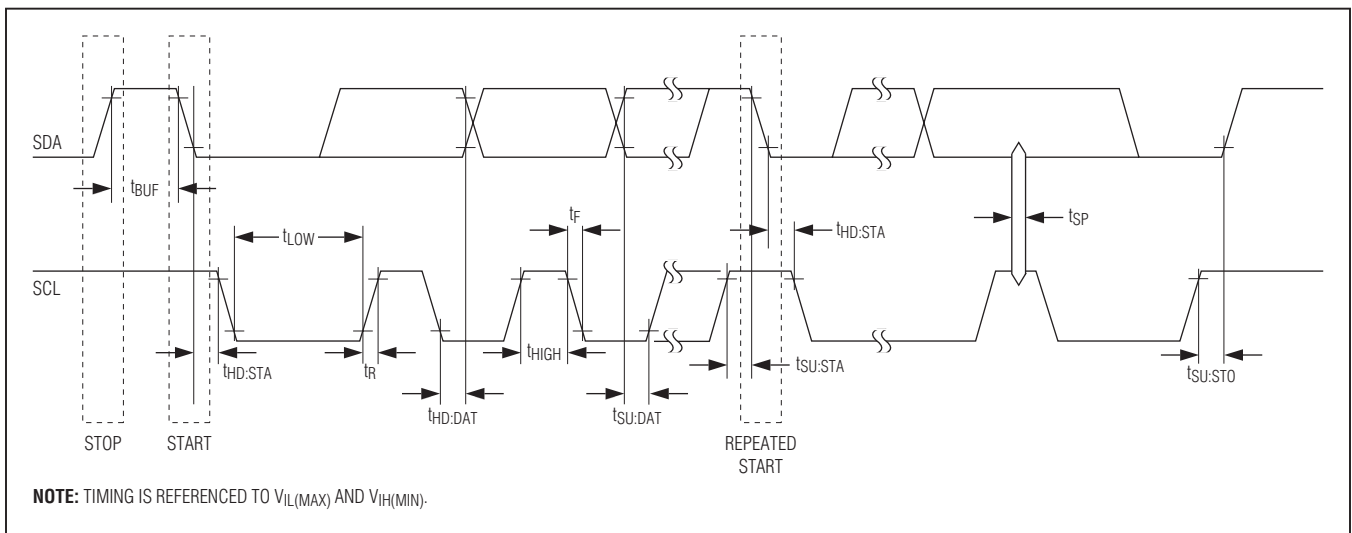 SDA
tBUF
tLOW
tF
tHD:STA
tSP
SCL
tHD:STA
tR
tHIGH
tSU:STA
tSU:STO
tHD:DAT
tSU:DAT
STOP
START
REPEATED
START
NOTE: TIMING IS REFERENCED TO VIL(MAX) AND VIH(MIN).